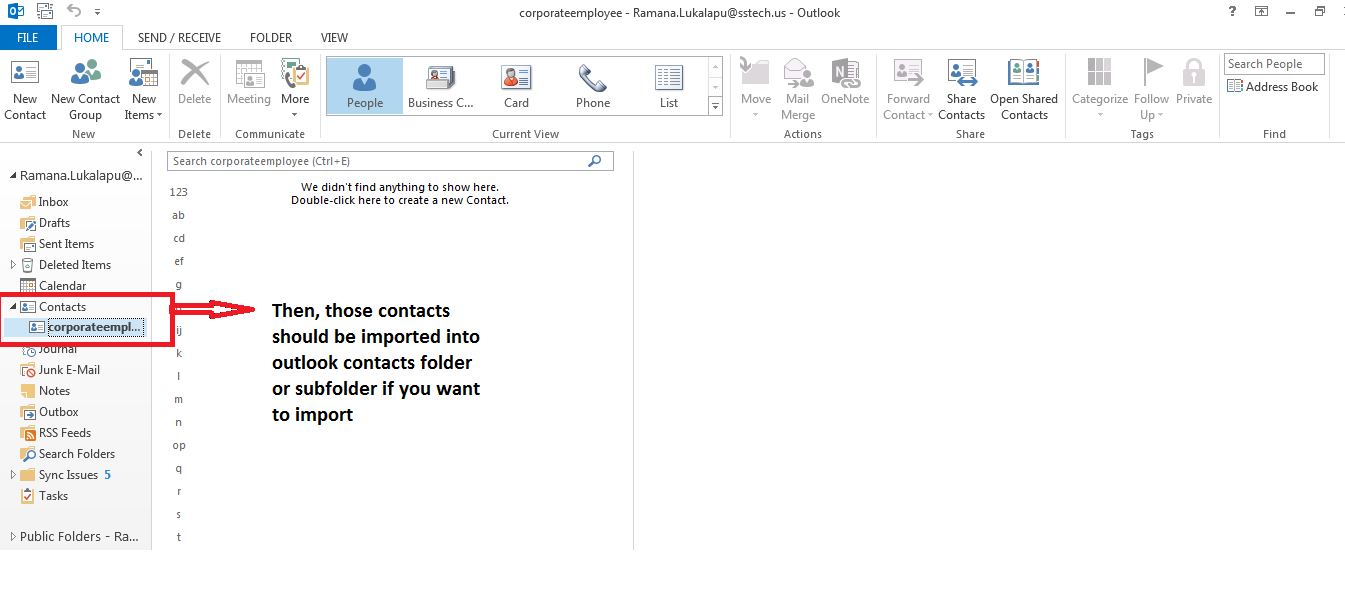 corporateemployee - Ramana.Lukalapu@sstech.us - Outlook
?
FILE HOME SEND / RECEIVE FOLDER VIEW
New Contact
New Contact Group
New Items
New
Delete
Delete
Meeting
More
Communicate
People
Business C...
Card
Phone
List
Current View
Move
Mail Merge
OneNote
Actions
Forward Contact
Share Contacts
Open Shared Contacts
Share
Categorize
Follow Up
Private
Tags
Search People
Address Book
Find
Ramana.Lukalapu@...
Inbox
Drafts
Sent Items
Deleted Items
Calendar
Contacts
corporateempl...
Journal
Junk E-Mail
Notes
Outbox
RSS Feeds
Search Folders
Sync Issues 5
Tasks
Public Folders - Ra...
Search corporateemployee (Ctrl+E)
We didn't find anything to show here.
Double-click here to create a new Contact.
123
ab
cd
ef
g
ij
k
l
m
n
op
q
r
s
t
Then, those contacts
should be imported into
outlook contacts folder
or subfolder if you want
to import